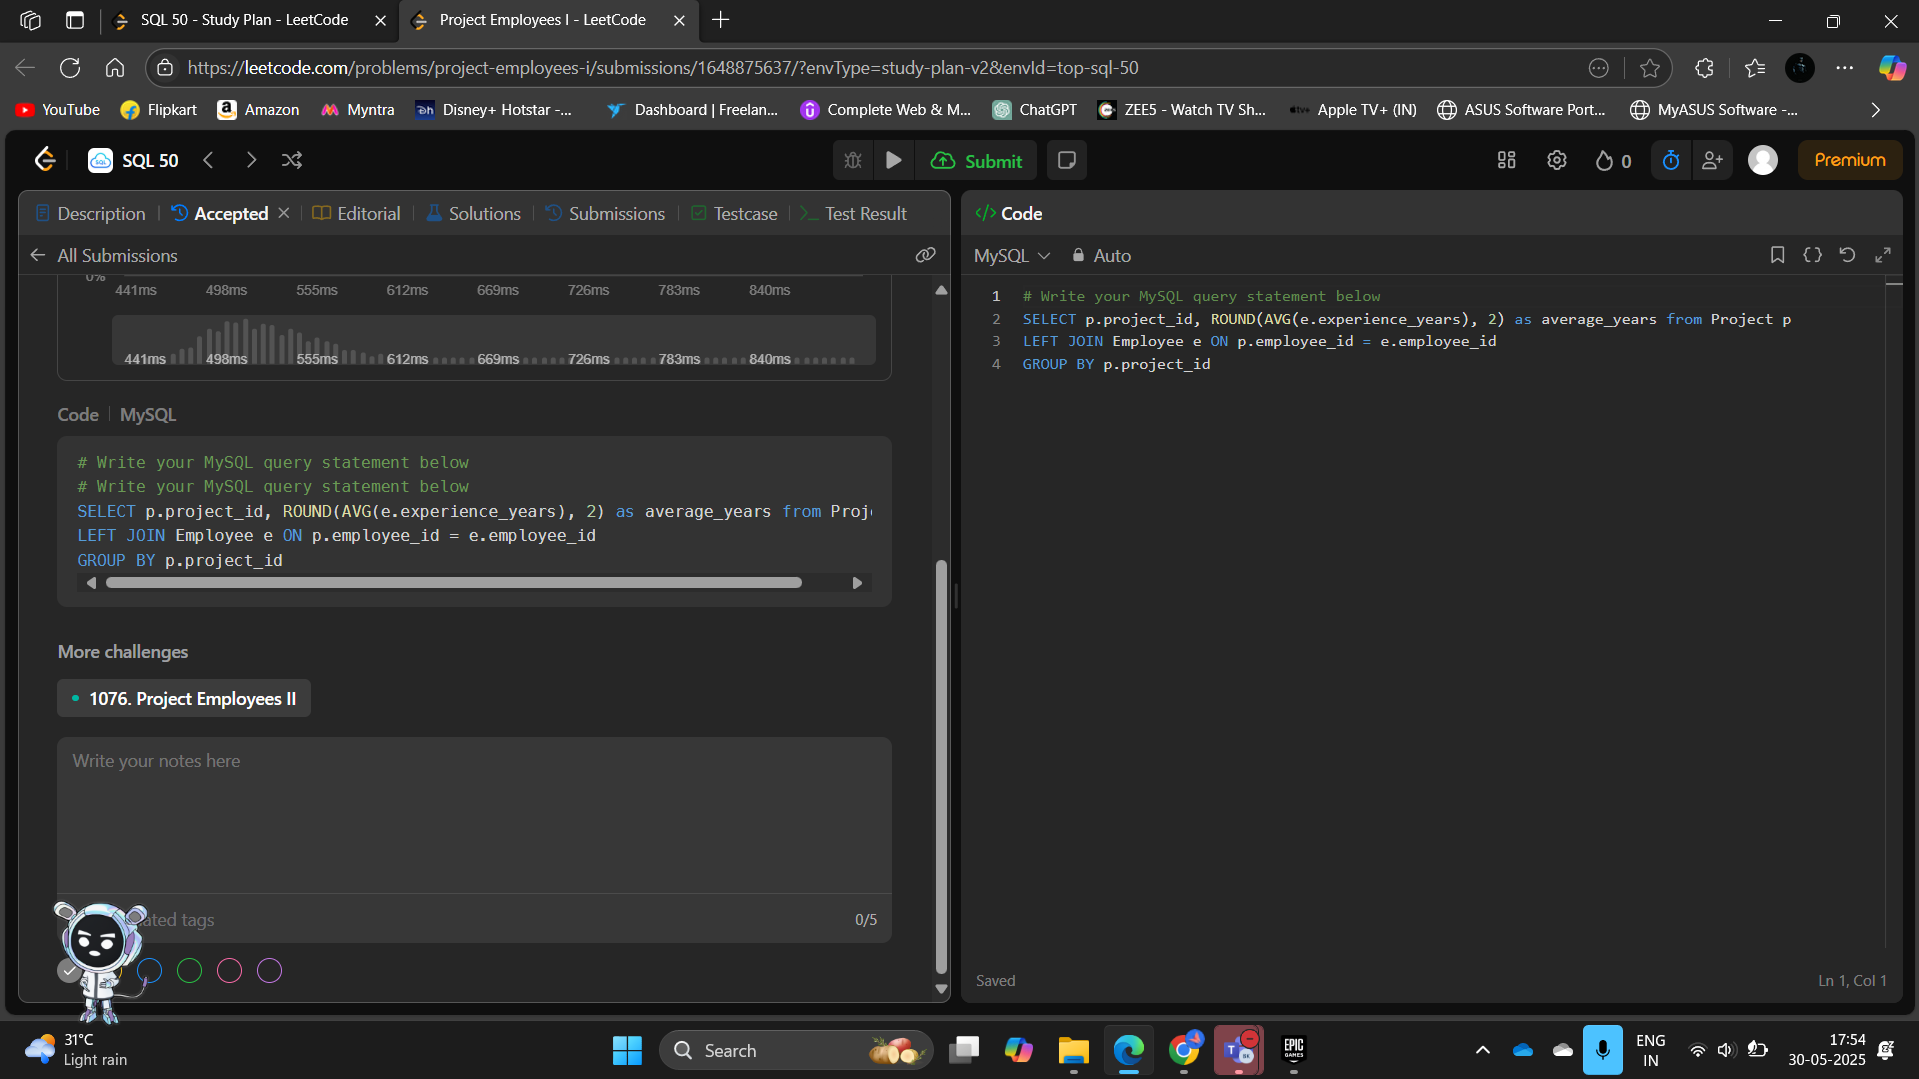 SQL 50 - Study Plan - LeetCode
Project Employees I - LeetCode
https://leetcode.com/problems/project-employees-i/submissions/1648875637/?envType=study-plan-v2&envId=top-sql-50
YouTube Flipkart Amazon Myntra Disney+ Hotstar -... Dashboard | Freelan... Complete Web & M... ChatGPT ZEE5 - Watch TV Sh... Apple TV+ (IN) ASUS Software Port... MyASUS Software -...
SQL 50
Submit
0
Premium
Description Accepted Editorial Solutions Submissions Testcase Test Result
All Submissions
0%
441ms 498ms 555ms 612ms 669ms 726ms 783ms 840ms
441ms 498ms 555ms 612ms 669ms 726ms 783ms 840ms
Code MySQL
# Write your MySQL query statement below
# Write your MySQL query statement below
SELECT p.project_id, ROUND(AVG(e.experience_years), 2) as average_years from Proj
LEFT JOIN Employee e ON p.employee_id = e.employee_id
GROUP BY p.project_id
More challenges
1076. Project Employees II
Write your notes here
ated tags
0/5
</> Code
MySQL Auto
1 # Write your MySQL query statement below
2 SELECT p.project_id, ROUND(AVG(e.experience_years), 2) as average_years from Project p
3 LEFT JOIN Employee e ON p.employee_id = e.employee_id
4 GROUP BY p.project_id
Saved
Ln 1, Col 1
31°C
Light rain
Search
EPIC
GAMES
ENG
IN
17:54
30-05-2025